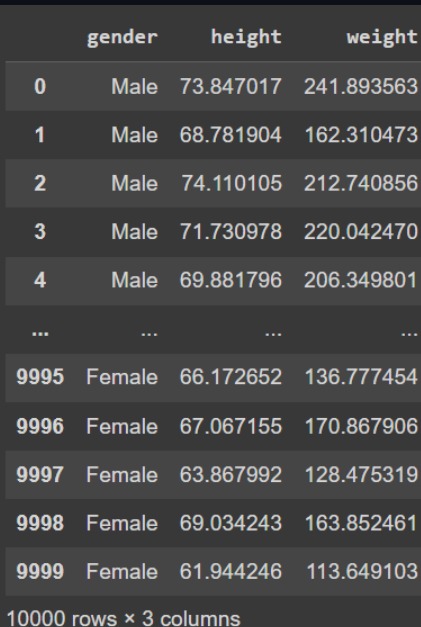 gender height weight
0 Male 73.847017 241.893563
1 Male 68.781904 162.310473
2 Male 74.110105 212.740856
3 Male 71.730978 220.042470
4 Male 69.881796 206.349801
... ... ... ...
9995 Female 66.172652 136.777454
9996 Female 67.067155 170.867906
9997 Female 63.867992 128.475319
9998 Female 69.034243 163.852461
9999 Female 61.944246 113.649103
10000 rows × 3 columns